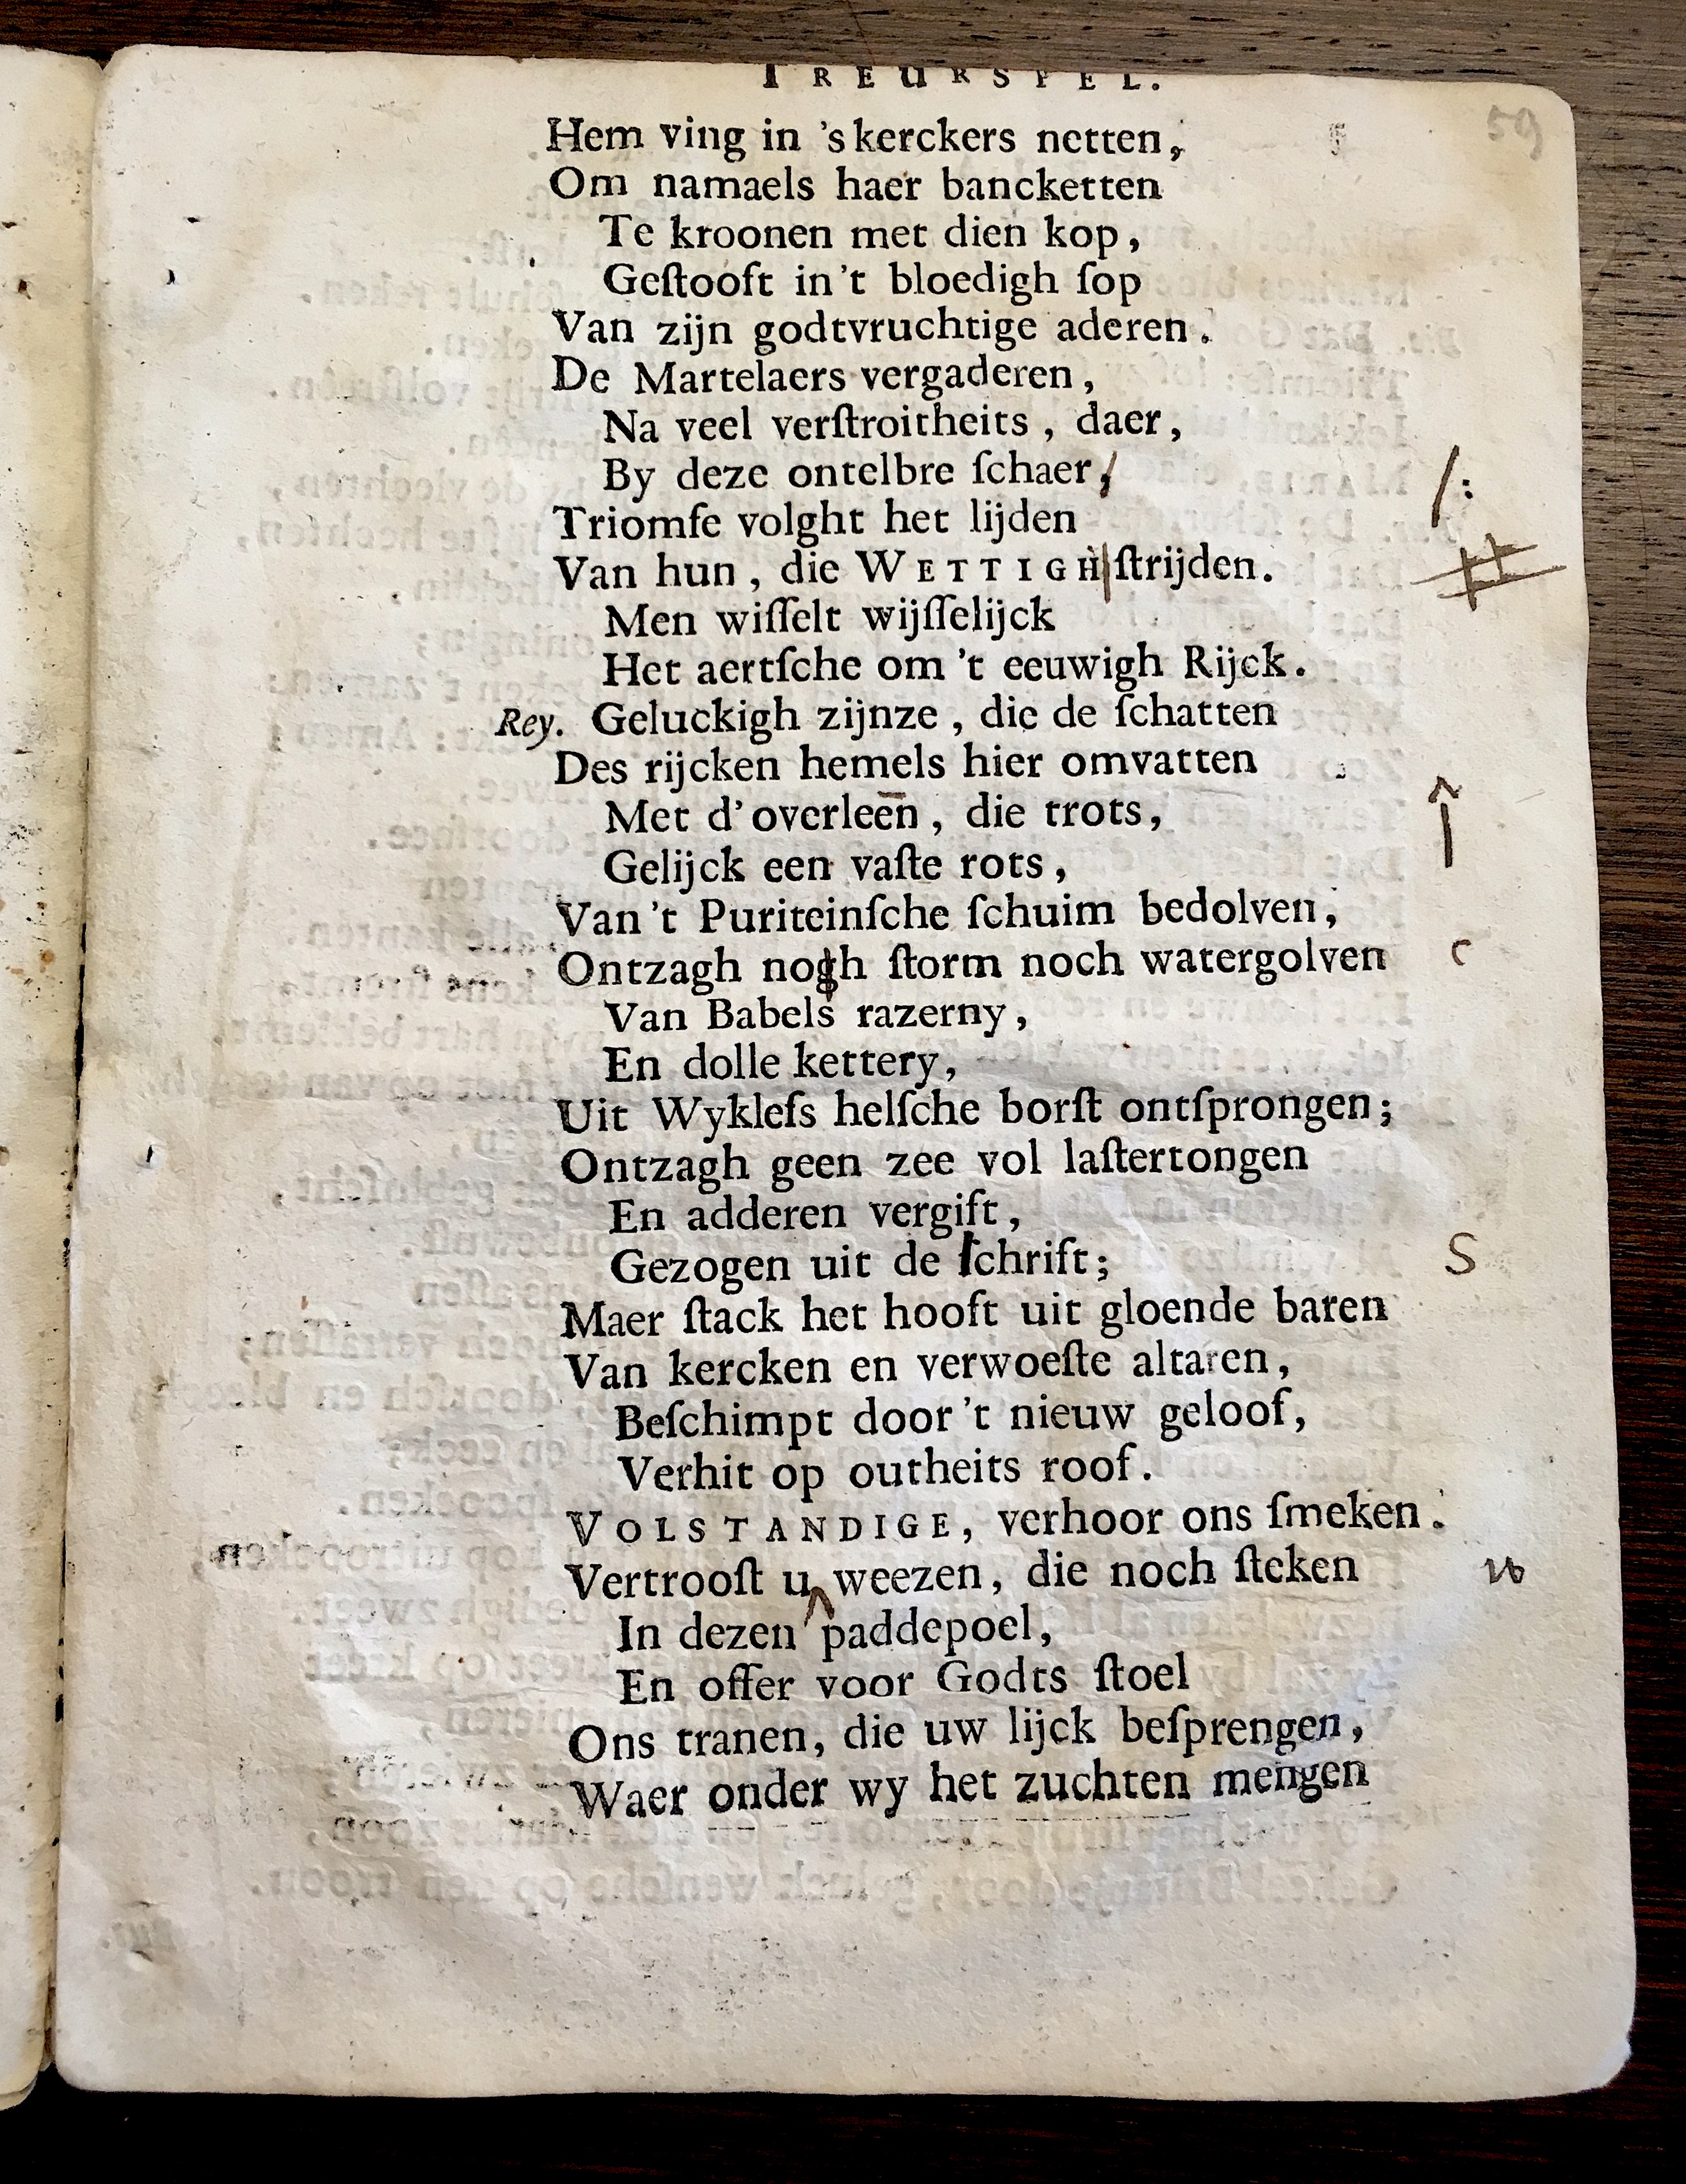 TREURSPEL.
59
Hem ving in 's kerckers netten,
Om namaels haer bancketten
Te kroonen met dien kop,
Geſtooft in 't bloedigh ſop
Van zijn godtvruchtige aderen.
De Martelaers vergaderen,
Na veel verſtroitheits, daer,
By deze ontelbre ſchaer, :
Triomfe volght het lijden
Van hun, die WETTIGH ſtrijden. #
Men wiſſelt wijſſelijck
Het aertſche om 't eeuwigh Rijck.
Rey. Geluckigh zijnze, die de ſchatten
Des rijcken hemels hier omvatten
Met d' overleen, die trots,
Gelijck een vaſte rots,
Van 't Puriteinſche ſchuim bedolven,
Ontzagh nogh ſtorm noch watergolven c
Van Babels razerny,
En dolle kettery,
Uit Wyklefs helſche borſt ontſprongen;
Ontzagh geen zee vol laſtertongen
En adderen vergift,
Gezogen uit de ſchrift; S
Maer ſtack het hooft uit gloende baren
Van kercken en verwoeſte altaren,
Beſchimpt door 't nieuw geloof,
Verhit op outheits roof.
VOLSTANDIGE, verhoor ons ſmeken.
Vertrooſt u weezen, die noch ſteken w
In dezen paddepoel,
En offer voor Godts ſtoel
Ons tranen, die uw lijck beſprengen,
Waer onder wy het zuchten mengen